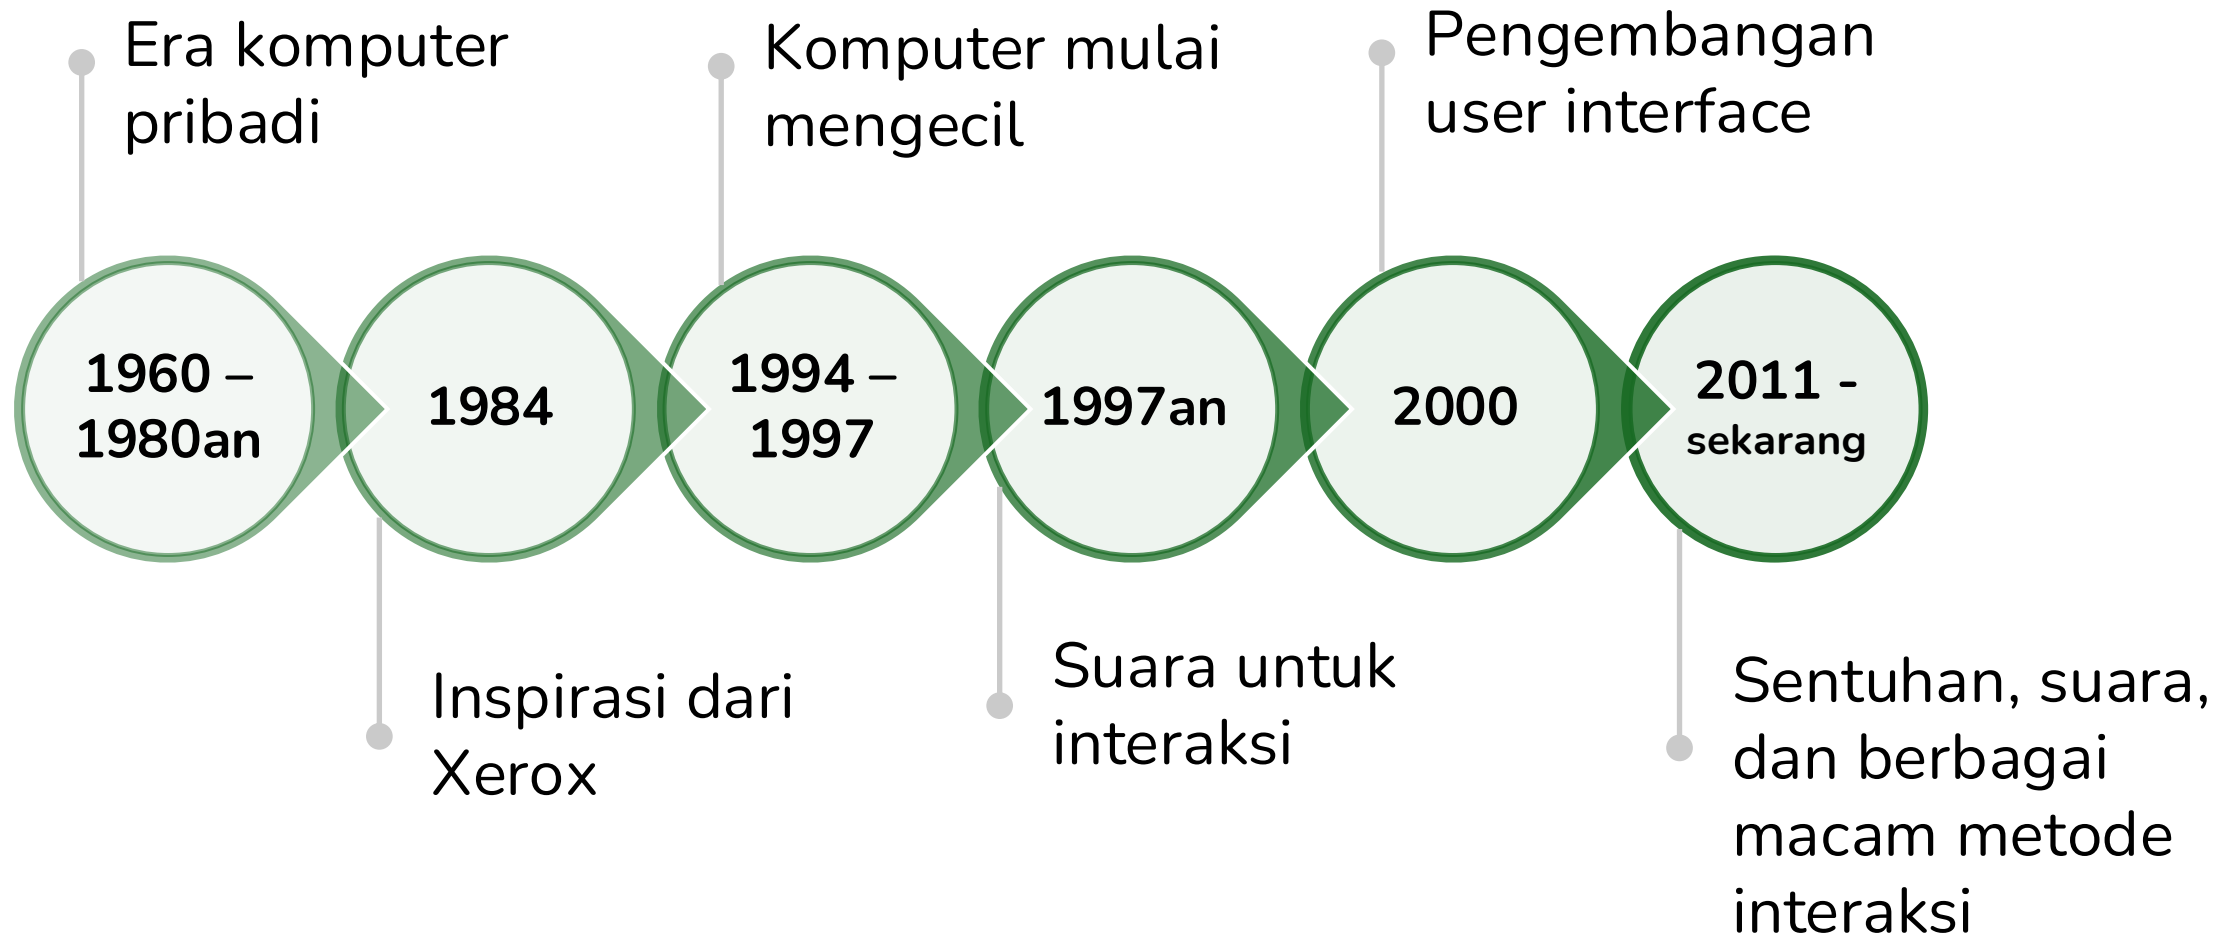 Era komputer
pribadi
Komputer mulai
mengecil
Pengembangan
user interface
1960 –
1980an
1984
1994 –
1997
1997an
2000
2011 -
sekarang
Inspirasi dari
Xerox
Suara untuk
interaksi
Sentuhan, suara,
dan berbagai
macam metode
interaksi